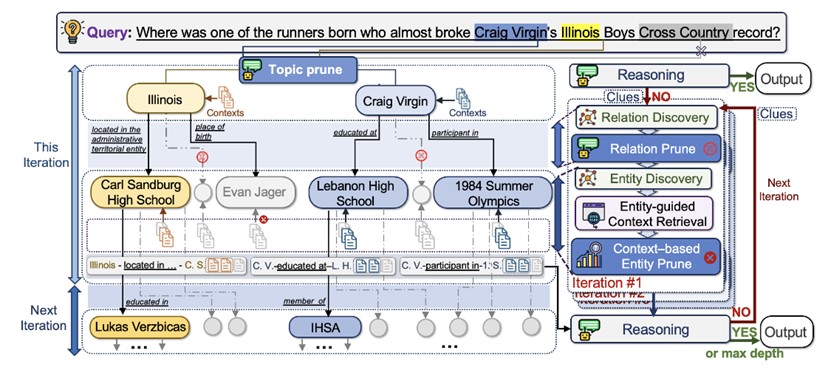 Query: Where was one of the runners born who almost broke Craig Virgin's Illinois Boys Cross Country record?
Topic prune
Reasoning
YES
Output
Illinois
Contexts
Craig Virgin
Contexts
Clues
NO
Clues
Relation Discovery
This
Iteration
located in the
administrative
territorial entity
place of
birth
educated at
participant in
Relation Prune
Entity Discovery
Next
Iteration
Carl Sandburg
High School
Evan Jager
Lebanon High
School
1984 Summer
Olympics
Entity-guided
Context Retrieval
Context-based
Entity Prune
Illinois - located in ... - C. S.
C. V.-educated at-L. H.
C. V.-participant in-1. S.
Iteration #1
Iteration #2
Next
Iteration
educated in
member of
NO
Lukas Verzbicas
IHSA
Reasoning
YES
Output
or max depth
...
...
...